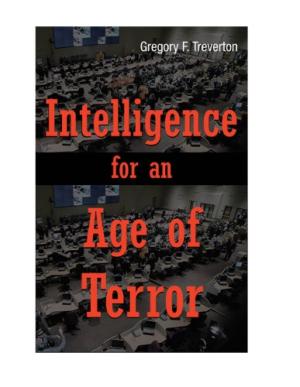 Gregory F. Treverton
Intelligence
for an
Age of
Terror